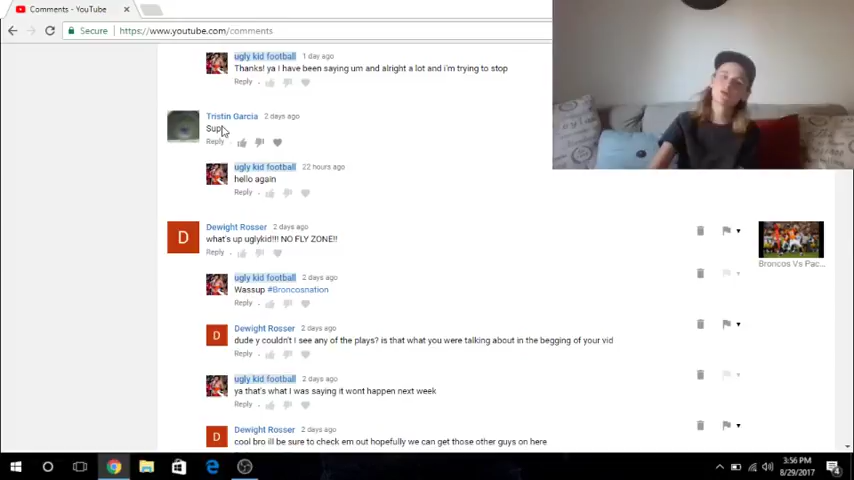 Comments - YouTube
Secure https://www.youtube.com/comments
ugly kid football 1 day ago
Thanks! ya I have been saying um and alright a lot and i'm trying to stop
Reply
Tristin Garcia 2 days ago
Sup
Reply
ugly kid football 22 hours ago
hello again
Reply
Dewight Rosser 2 days ago
what's up uglykid!!! NO FLY ZONE!!
Reply
Broncos Vs Pac...
ugly kid football 2 days ago
Wassup #Broncosnation
Reply
Dewight Rosser 2 days ago
dude y couldn't I see any of the plays? is that what you were talking about in the begging of your vid
Reply
ugly kid football 2 days ago
ya that's what I was saying it wont happen next week
Reply
Dewight Rosser 2 days ago
cool bro ill be sure to check em out hopefully we can get those other guys on here
3:56 PM
8/29/2017